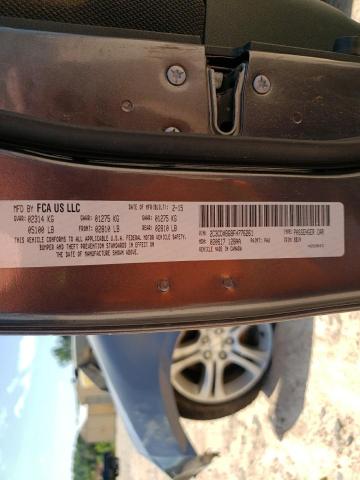 MFD BY FCA US LLC
DATE OF MFR(BUILT): 2-15
GVWR: 02314 KG
GAWR: 01275 KG
GAWR: 01275 KG
05100 LB
FRONT: 02810 LB
REAR: 02810 LB
THIS VEHICLE CONFORMS TO ALL APPLICABLE U.S.A. FEDERAL MOTOR VEHICLE SAFETY,
BUMPER AND THEFT PREVENTION STANDARDS IN EFFECT
ON THE DATE OF MANUFACTURE SHOWN ABOVE.
TYPE: PASSENGER CAR
PAINT: PAU
VEHICLE MADE IN CANADA